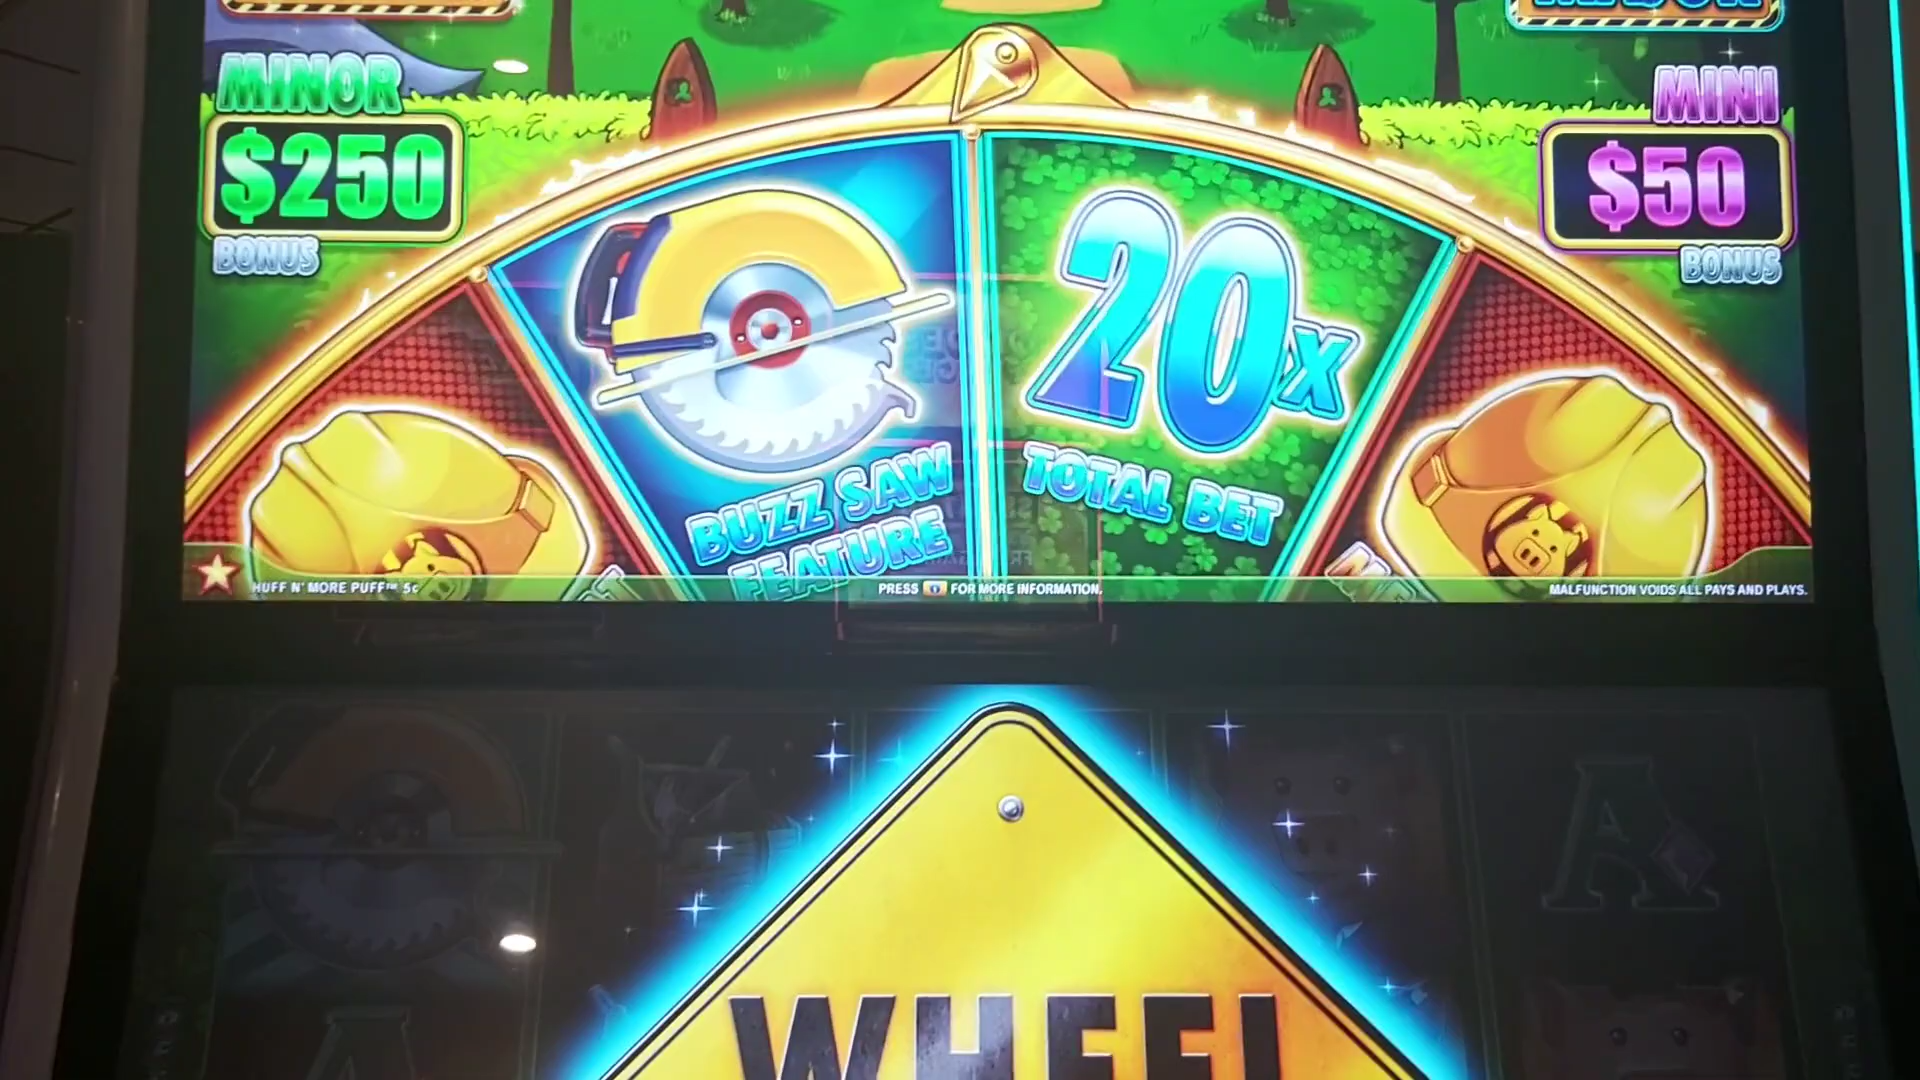 MINOR
$250
BONUS
MINI
$50
BONUS
BUZZ SAW
FEATURE
20x
TOTAL BET
HUFF N' MORE PUFF™ 5¢
PRESS FOR MORE INFORMATION.
MALFUNCTION VOIDS ALL PAYS AND PLAYS.
A
WHEEL
A